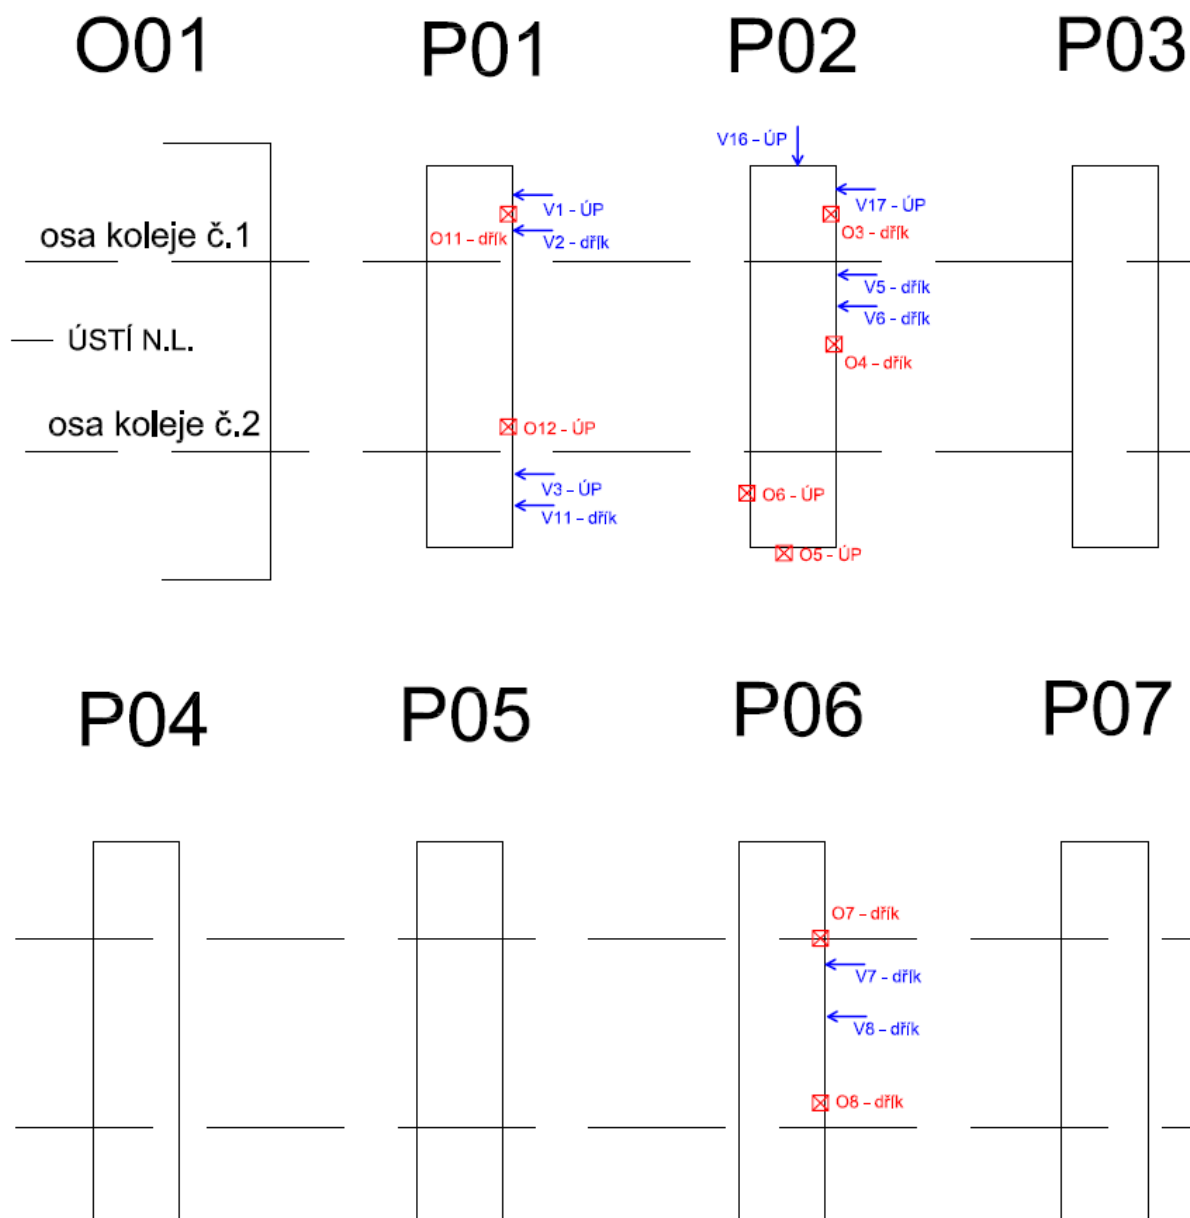 O01
P01
P02
P03
V16 - ÚP
V1 - ÚP
V17 - ÚP
O11 - dřík
V2 - dřík
O3 - dřík
osa koleje č.1
V5 - dřík
V6 - dřík
ÚSTÍ N.L.
O4 - dřík
osa koleje č.2
O12 - ÚP
V3 - ÚP
O6 - ÚP
V11 - dřík
O5 - ÚP
P04
P05
P06
P07
O7 - dřík
V7 - dřík
V8 - dřík
O8 - dřík